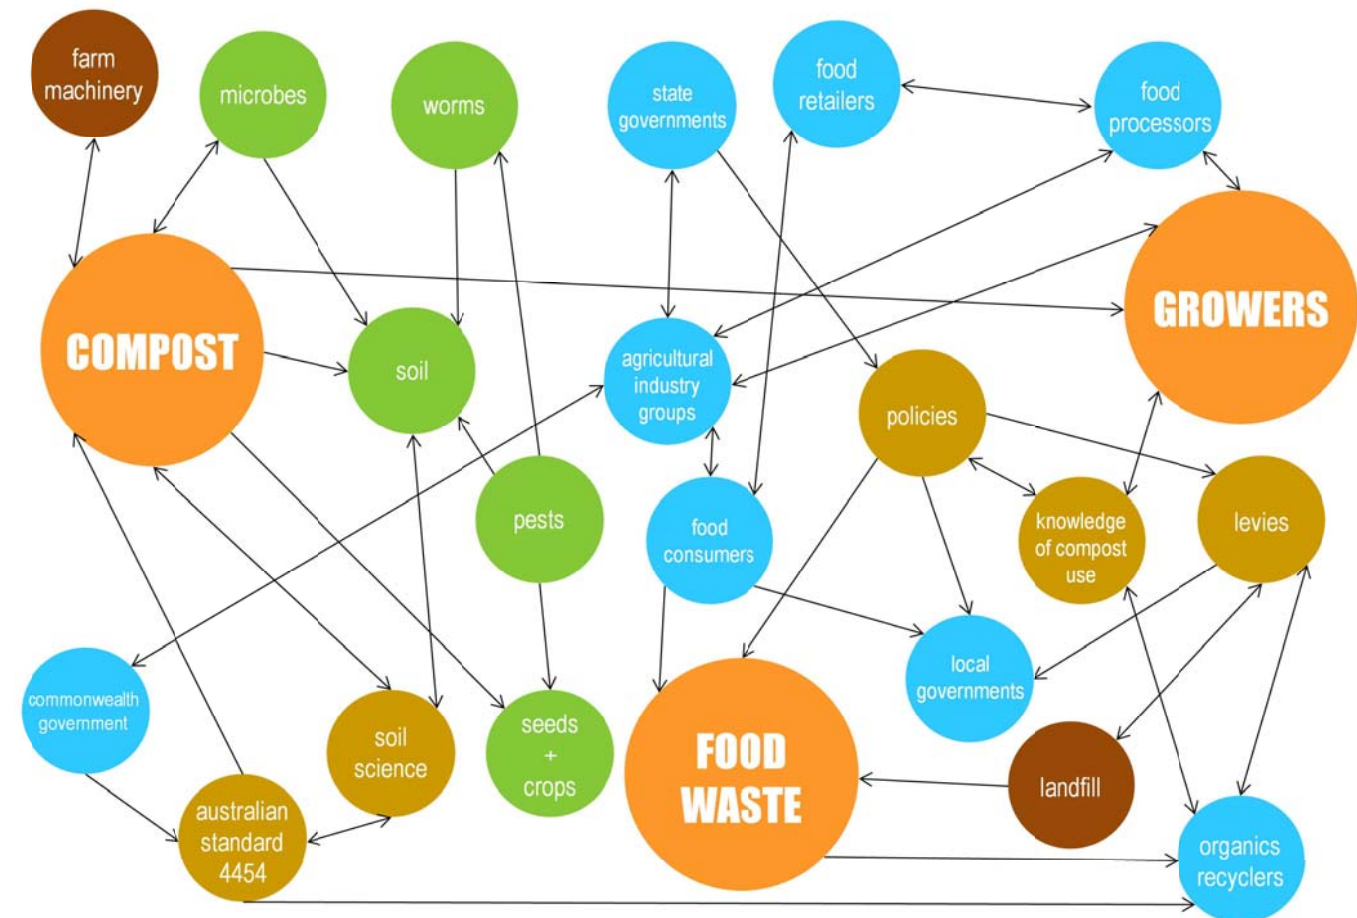 farm
machinery
microbes
worms
state
governments
food
retailers
food
processors
COMPOST
soil
agricultural
industry
groups
policies
GROWERS
pests
food
consumers
knowledge
of compost
use
levies
commonwealth
government
soil
science
seeds
+
crops
FOOD
WASTE
local
governments
landfill
australian
standard
4454
organics
recyclers